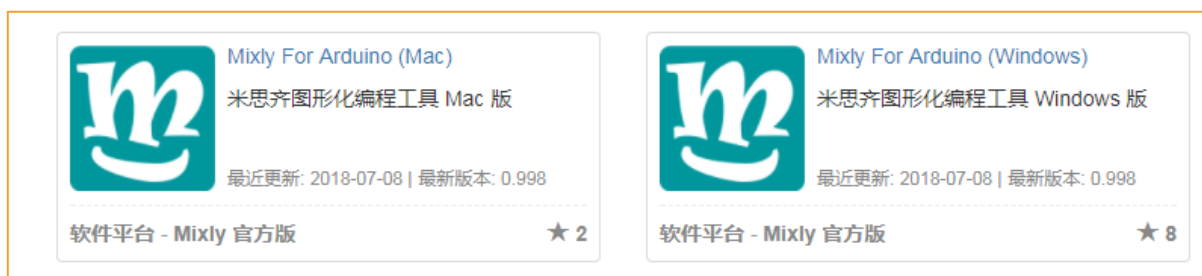 Mixly For Arduino (Mac)
米思齐图形化编程工具 Mac 版
最近更新: 2018-07-08 | 最新版本: 0.998
软件平台 - Mixly 官方版
★ 2
Mixly For Arduino (Windows)
米思齐图形化编程工具 Windows 版
最近更新: 2018-07-08 | 最新版本: 0.998
软件平台 - Mixly 官方版
★ 8